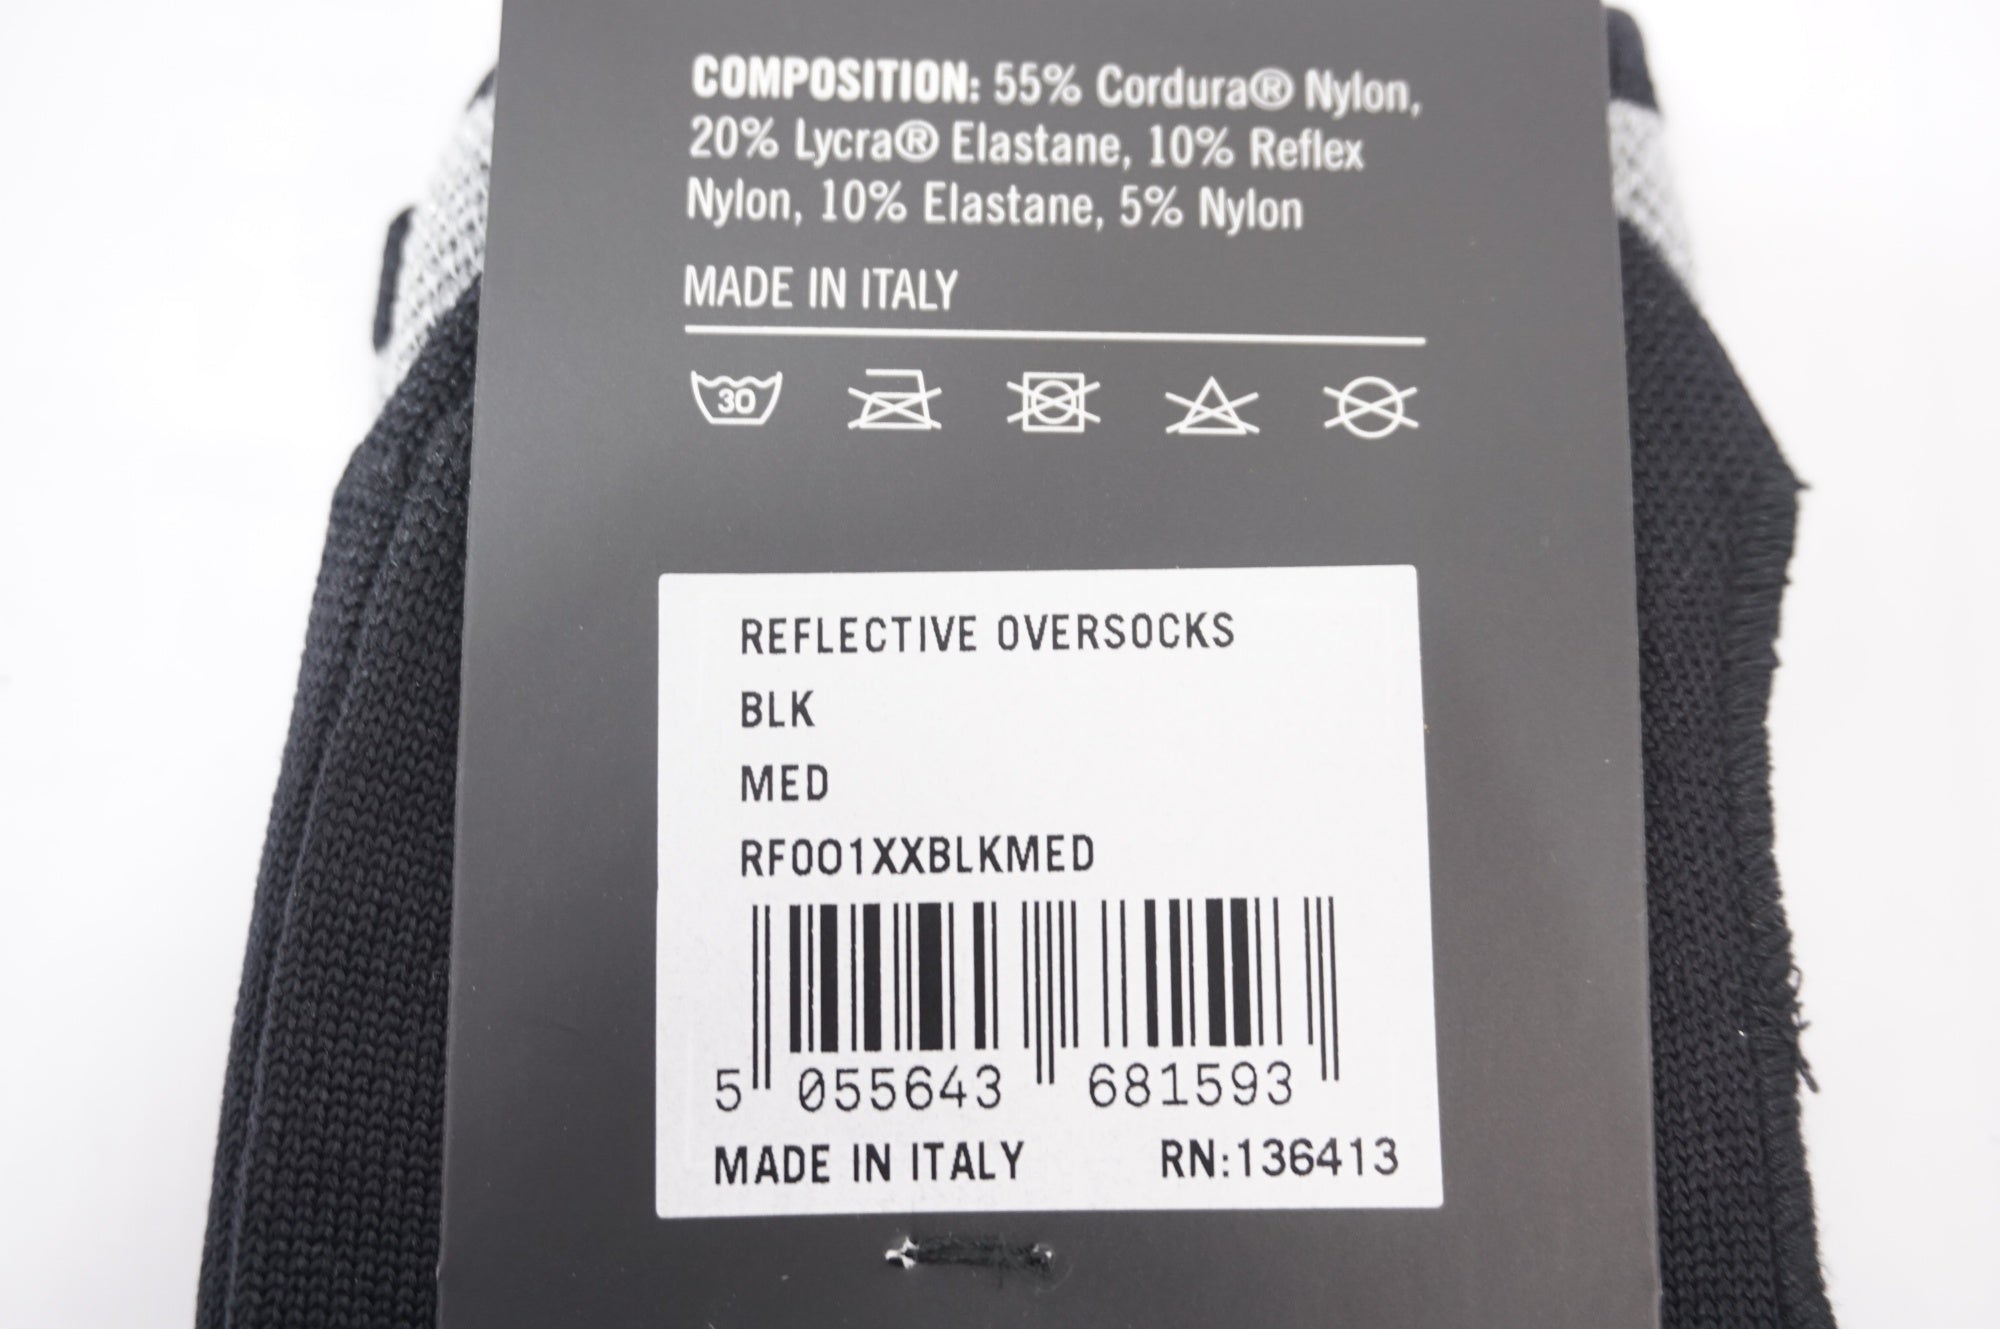 COMPOSITION: 55% Cordura® Nylon,
20% Lycra® Elastane, 10% Reflex
Nylon, 10% Elastane, 5% Nylon
MADE IN ITALY
30
REFLECTIVE OVERSOCKS
BLK
MED
RF001XXBLKMED
5 055643 681593
MADE IN ITALY RN:136413